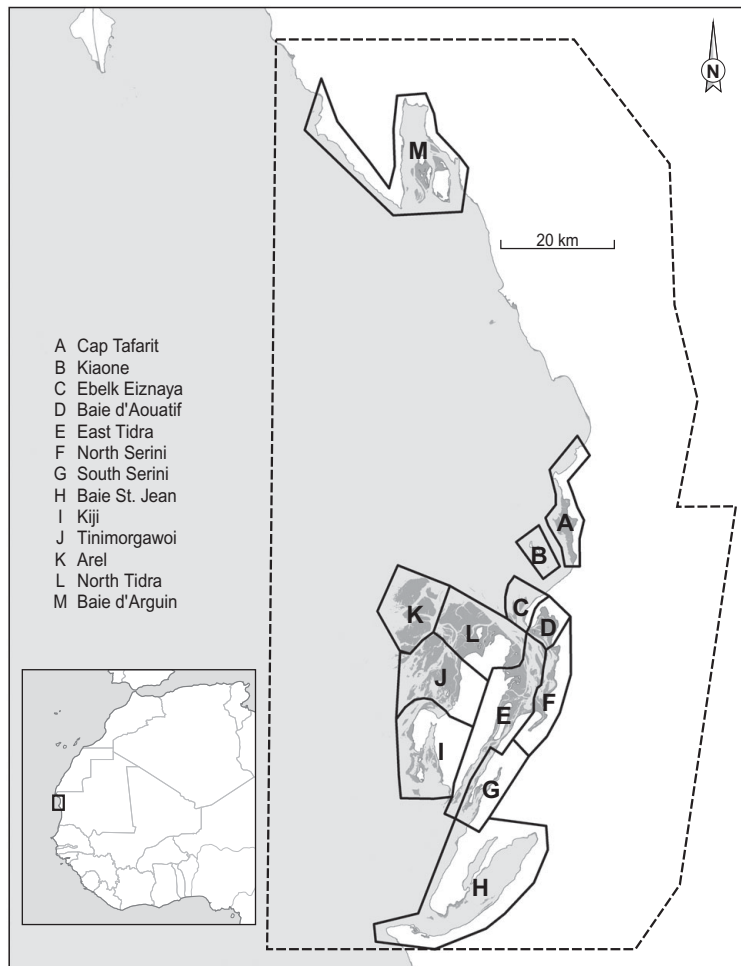 N
M
20 km
A Cap Tafarit
B Kiaone
C Ebelk Eiznaya
D Baie d'Aouatif
E East Tidra
F North Serini
G South Serini
H Baie St. Jean
I Kiji
J Tinimorgawoi
K Arel
L North Tidra
M Baie d'Arguin
A
B
C
K
D
L
J
F
E
I
G
H